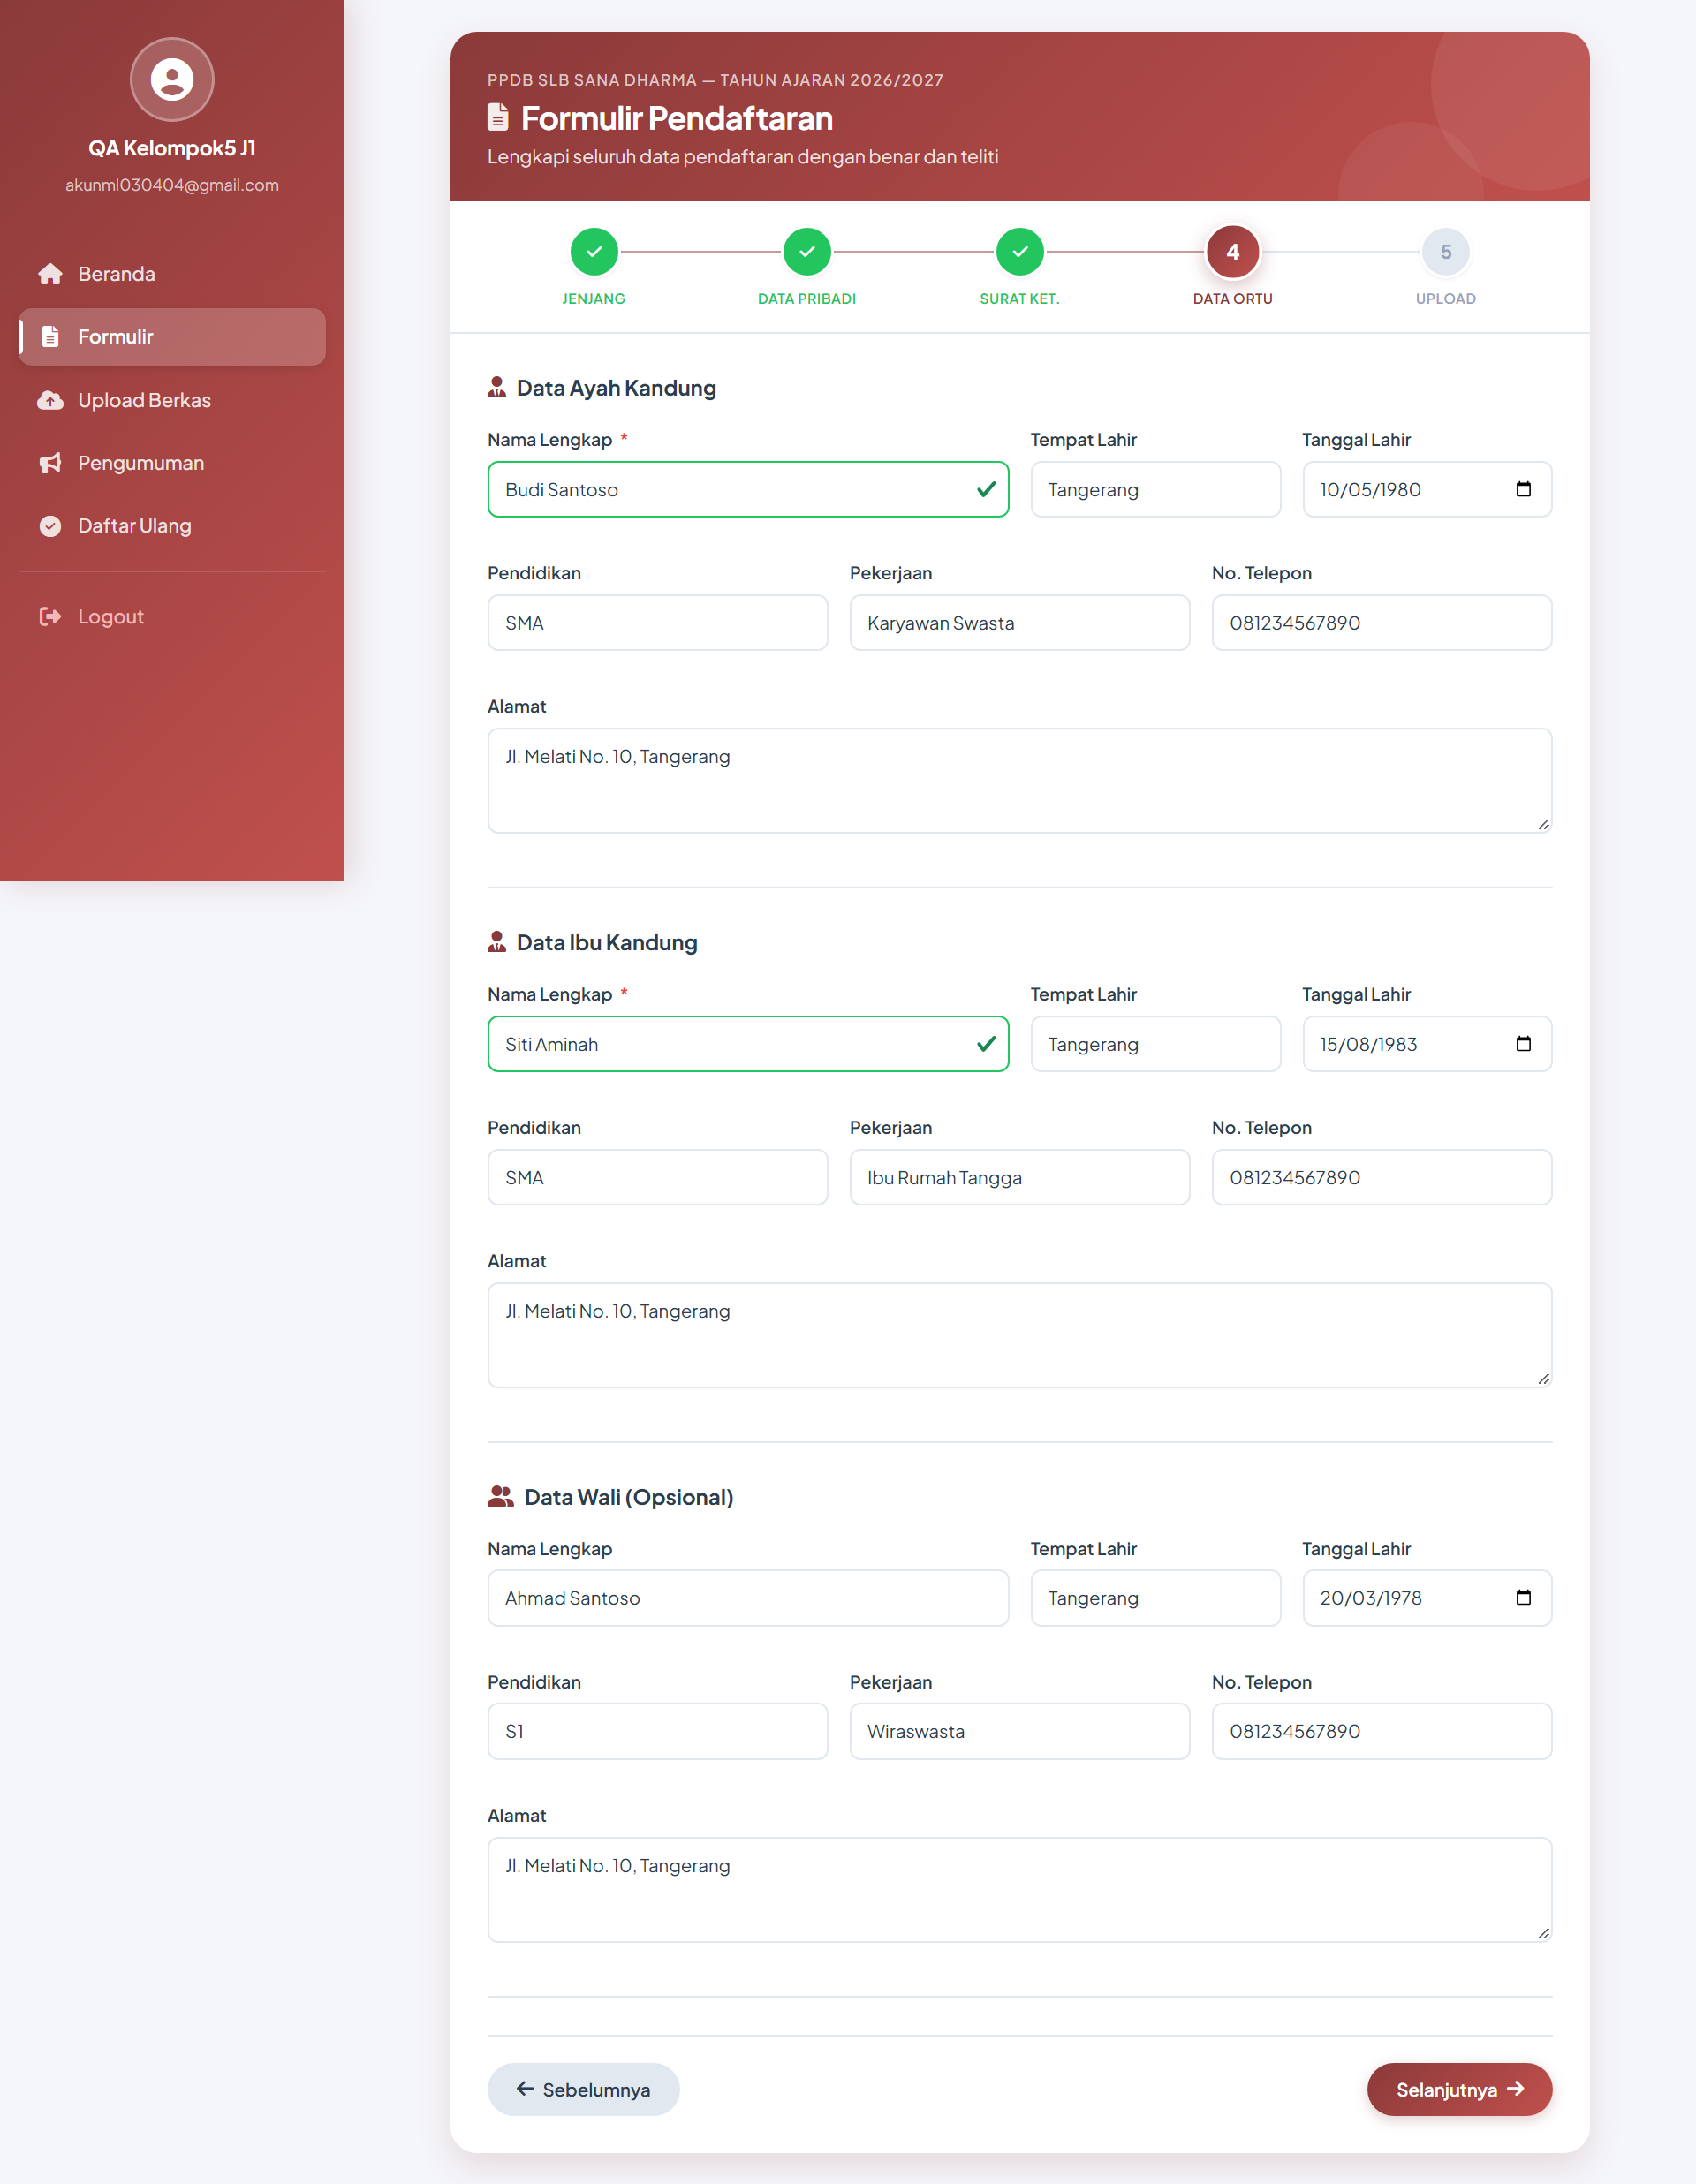 QA Kelompok5 J1
akunml030404@gmail.com
Beranda
Formulir
Upload Berkas
Pengumuman
Daftar Ulang
Logout
PPDB SLB SANA DHARMA — TAHUN AJARAN 2026/2027
Formulir Pendaftaran
Lengkapi seluruh data pendaftaran dengan benar dan teliti
4 5
JENJANG DATA PRIBADI SURAT KET. DATA ORTU UPLOAD
Data Ayah Kandung
Nama Lengkap * Tempat Lahir Tanggal Lahir
Budi Santoso Tangerang 10/05/1980
Pendidikan Pekerjaan No. Telepon
SMA Karyawan Swasta 081234567890
Alamat
Jl. Melati No. 10, Tangerang
Data Ibu Kandung
Nama Lengkap * Tempat Lahir Tanggal Lahir
Siti Aminah Tangerang 15/08/1983
Pendidikan Pekerjaan No. Telepon
SMA Ibu Rumah Tangga 081234567890
Alamat
Jl. Melati No. 10, Tangerang
Data Wali (Opsional)
Nama Lengkap Tempat Lahir Tanggal Lahir
Ahmad Santoso Tangerang 20/03/1978
Pendidikan Pekerjaan No. Telepon
S1 Wiraswasta 081234567890
Alamat
Jl. Melati No. 10, Tangerang
Sebelumnya Selanjutnya